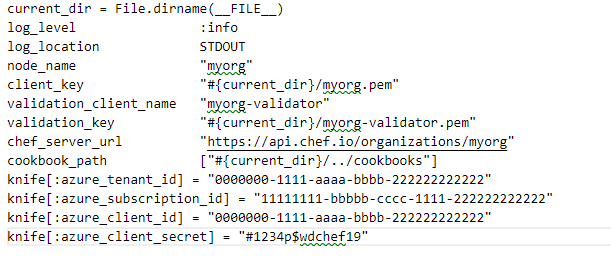 current_dir = File.dirname(__FILE__)
log_level :info
log_location STDOUT
node_name "myorg"
client_key "#{current_dir}/myorg.pem"
validation_client_name "myorg-validator"
validation_key "#{current_dir}/myorg-validator.pem"
chef_server_url "https://api.chef.io/organizations/myorg"
cookbook_path ["#{current_dir}/../cookbooks"]
knife[:azure_tenant_id] = "0000000-1111-aaaa-bbbb-222222222222"
knife[:azure_subscription_id] = "11111111-bbbbb-cccc-1111-222222222222"
knife[:azure_client_id] = "0000000-1111-aaaa-bbbb-222222222222"
knife[:azure_client_secret] = "#1234p$wdchef19"